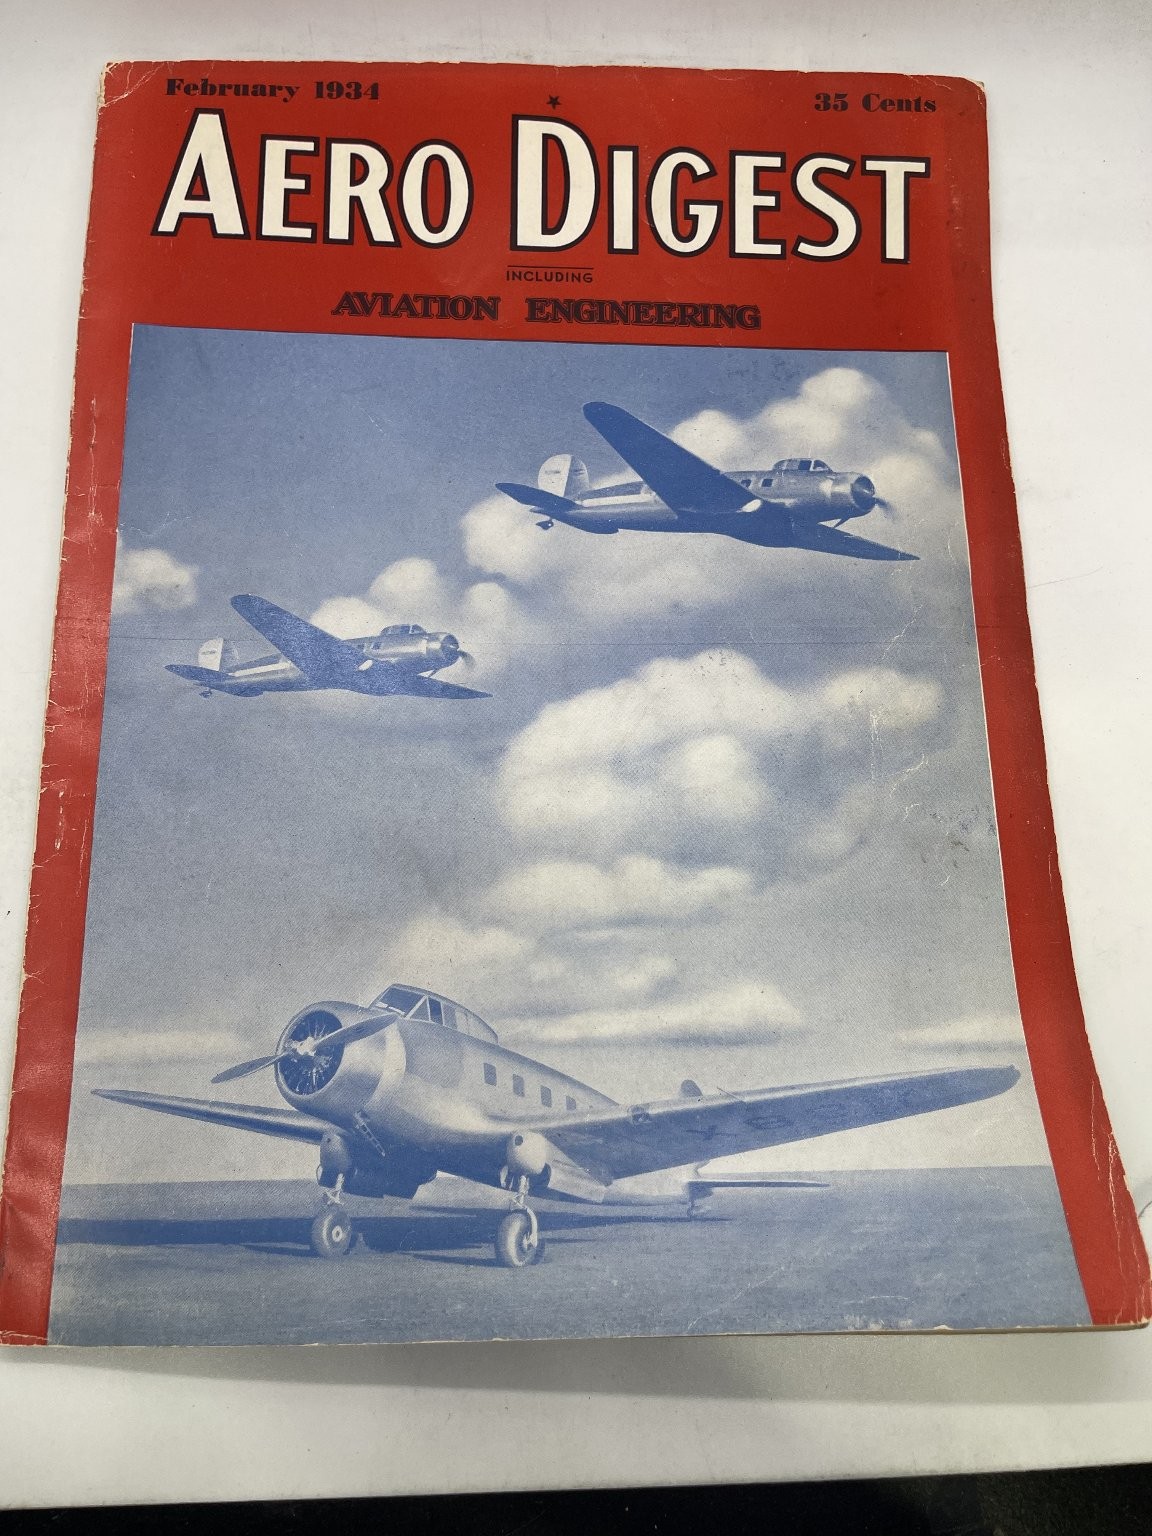 February 1934
35 Cents
AERO DIGEST
INCLUDING
AVIATION ENGINEERING